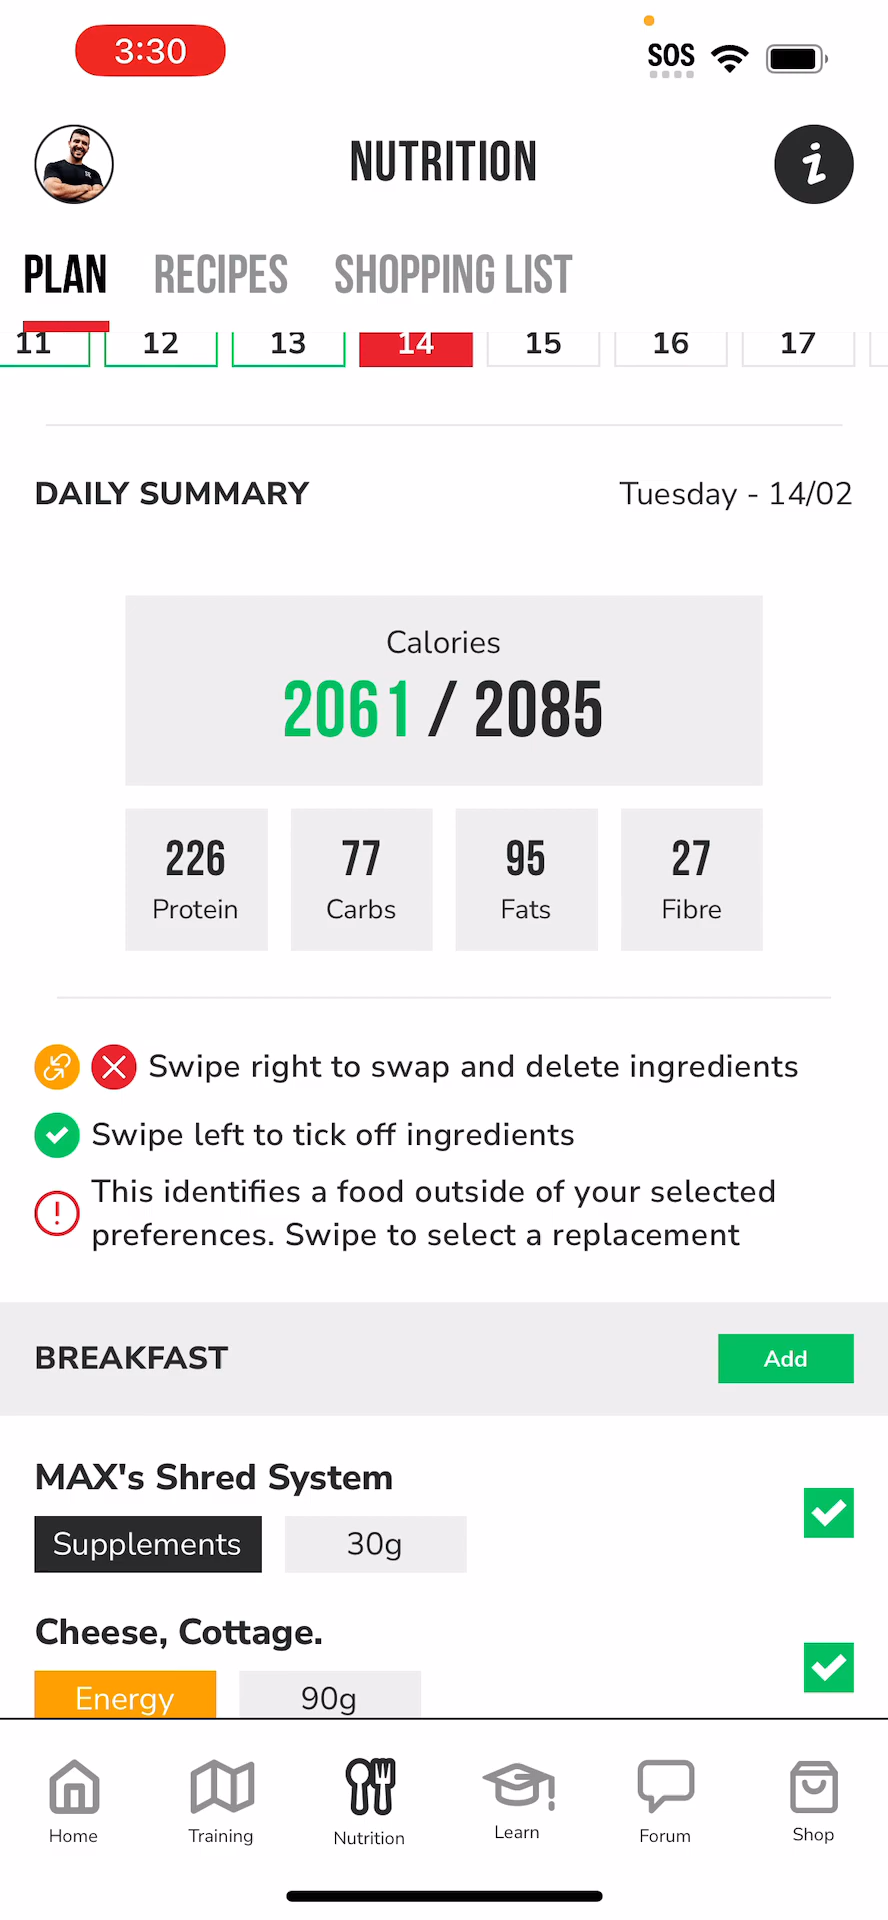 3:30
SOS
NUTRITION
PLAN RECIPES SHOPPING LIST
11 12 13 14 15 16 17
DAILY SUMMARY Tuesday - 14/02
Calories
2061 / 2085
226 77 95 27
Protein Carbs Fats Fibre
Swipe right to swap and delete ingredients
Swipe left to tick off ingredients
This identifies a food outside of your selected
preferences. Swipe to select a replacement
BREAKFAST Add
MAX's Shred System
Supplements 30g
Cheese, Cottage.
Energy 90g
Home Training Nutrition Learn Forum Shop